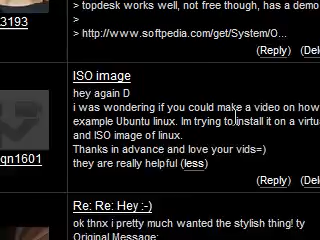 > topdesk works well, not free though, has a demo
>
3193
> http://www.softpedia.com/get/System/O...
(Reply) (De
ISO image
hey again D
i was wondering if you could make a video on how
example Ubuntu linux. Im trying to install it on a virtu
and ISO image of linux.
Thanks in advance and love your vids=)
qn1601
they are really helpful (less)
(Reply) (De
Re: Re: Hey :-)
ok thnx i pretty much wanted the stylish thing! ty
Original Message: